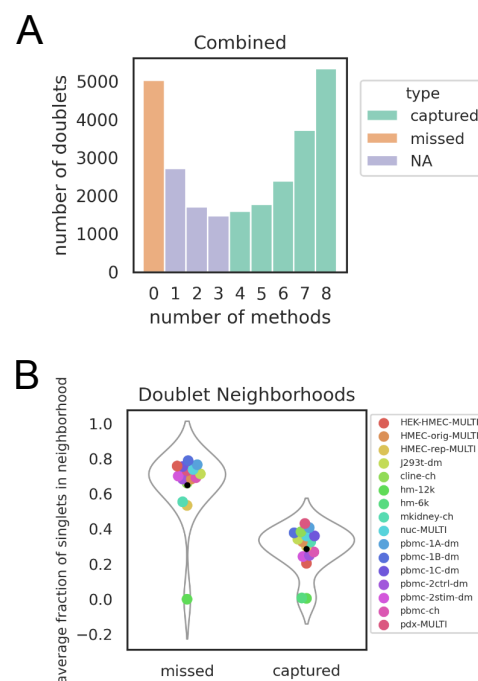 A
Combined
number of doublets
5000
4000
3000
2000
1000
0
0 1 2 3 4 5 6 7 8
number of methods
type
captured
missed
NA
B
Doublet Neighborhoods
average fraction of singlets in neighborhood
1.0
0.8
0.6
0.4
0.2
0.0
−0.2
missed captured
HEK-HMEC-MULTI
HMEC-orig-MULTI
HMEC-rep-MULTI
J293t-dm
cline-ch
hm-12k
hm-6k
mkidney-ch
nuc-MULTI
pbmc-1A-dm
pbmc-1B-dm
pbmc-1C-dm
pbmc-2ctrl-dm
pbmc-2stim-dm
pbmc-ch
pdx-MULTI